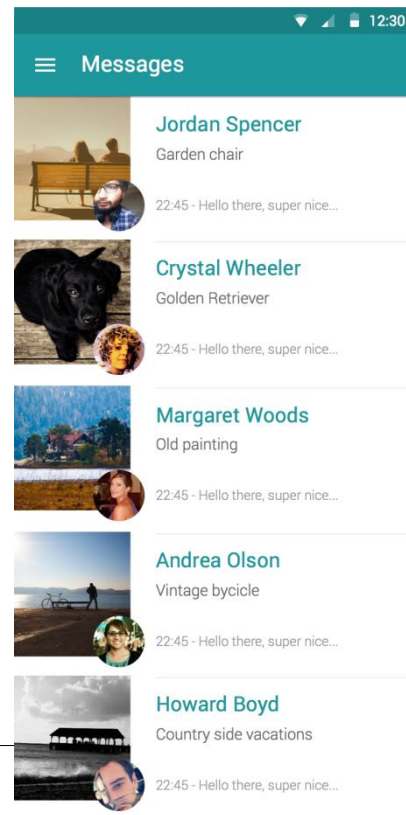 12:30
Messages
Jordan Spencer
Garden chair
22:45 - Hello there, super nice...
Crystal Wheeler
Golden Retriever
22:45 - Hello there, super nice...
Margaret Woods
Old painting
22:45 - Hello there, super nice...
Andrea Olson
Vintage bycicle
22:45 - Hello there, super nice...
Howard Boyd
Country side vacations
22:45 - Hello there, super nice...